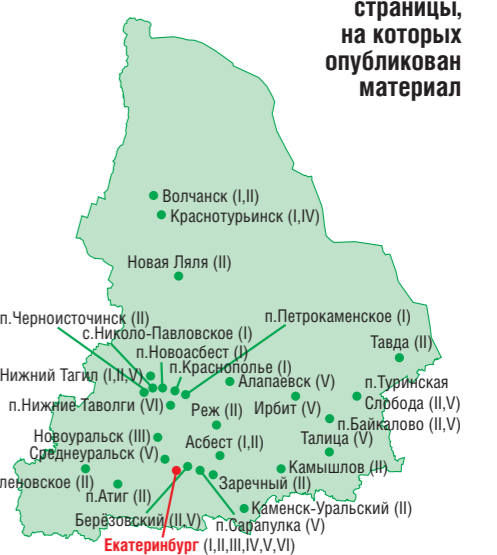 страницы,
на которых
опубликован
материал
Волчанск (I,II)
Краснотурьинск (I,IV)
Новая Ляля (II)
п.Черноисточинск (II)
п.Петрокаменское (I)
с.Николо-Павловское (I)
Тавда (II)
п.Новоасбест (I)
п.Краснополье (I)
Нижний Тагил (I,II,V)
Алапаевск (V)
п.Туринская
Слобода (II,V)
п.Нижние Таволги (VI)
Реж (II)
Ирбит (V)
п.Байкалово (II,V)
Новоуральск (III)
Асбест (I,II)
Талица (V)
Среднеуральск (V)
Камышлов (II)
леновское (II)
Заречный (II)
п.Атиг (II)
Каменск-Уральский (II)
Берёзовский (II,V)
п.Сарапулка (V)
Екатеринбург (I,II,III,IV,V,VI)